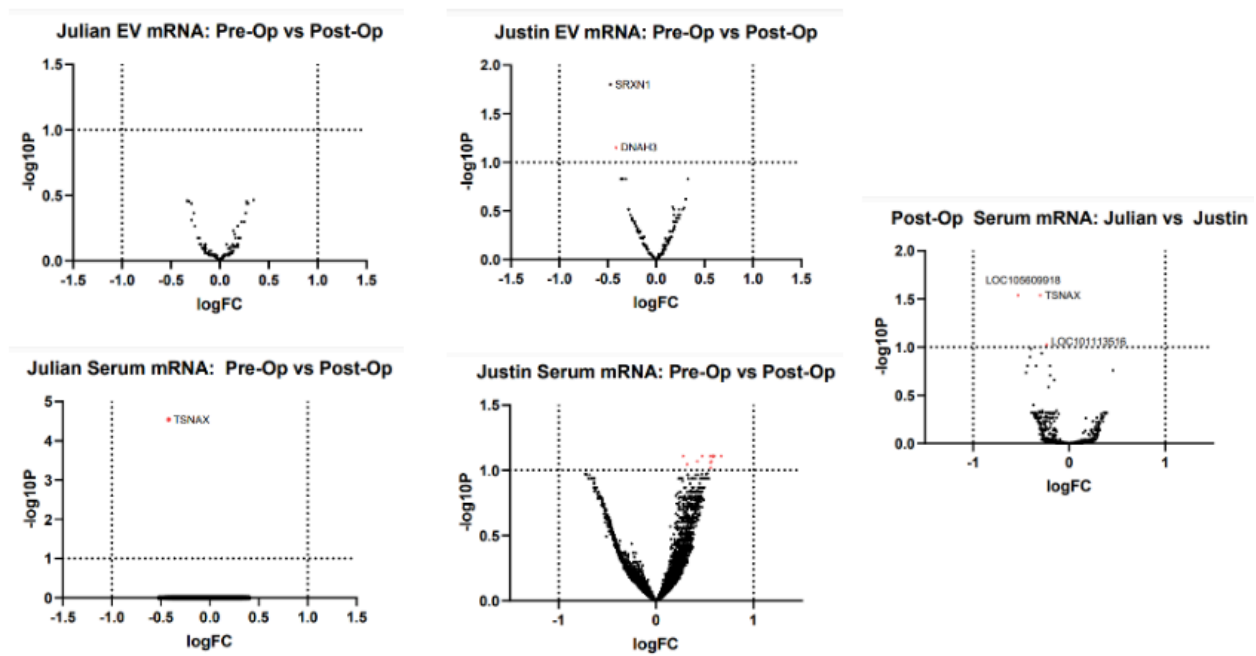 Julian EV mRNA: Pre-Op vs Post-Op
1.5
1.0
0.5
0.0
-log10P
-1.5 -1.0 -0.5 0.0 0.5 1.0 1.5
logFC
Justin EV mRNA: Pre-Op vs Post-Op
2.0
1.5
1.0
0.5
0.0
-log10P
SRXN1
DNAH3
-1.5 -1.0 -0.5 0.0 0.5 1.0 1.5
logFC
Julian Serum mRNA: Pre-Op vs Post-Op
5
4
3
2
1
0
-log10P
TSNAX
-1.5 -1.0 -0.5 0.0 0.5 1.0 1.5
logFC
Justin Serum mRNA: Pre-Op vs Post-Op
1.5
1.0
0.5
0.0
-log10P
-1 0 1
logFC
Post-Op Serum mRNA: Julian vs Justin
2.0
1.5
1.0
0.5
0.0
-log10P
LOC105609918
TSNAX
LOC101113516
-1 0 1
logFC